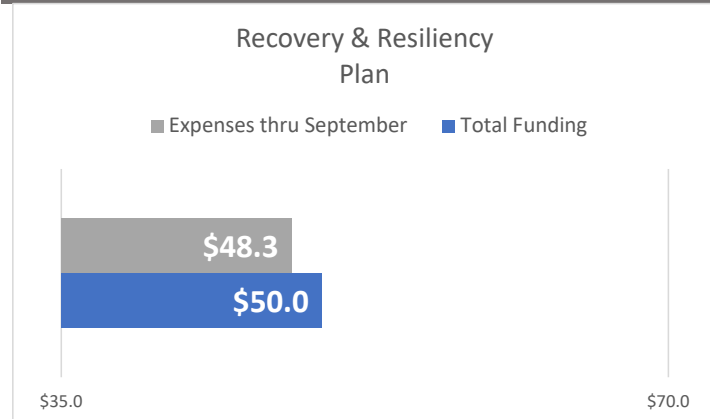 Recovery & Resiliency
Plan
Expenses thru September Total Funding
$48.3
$50.0
$35.0 $70.0